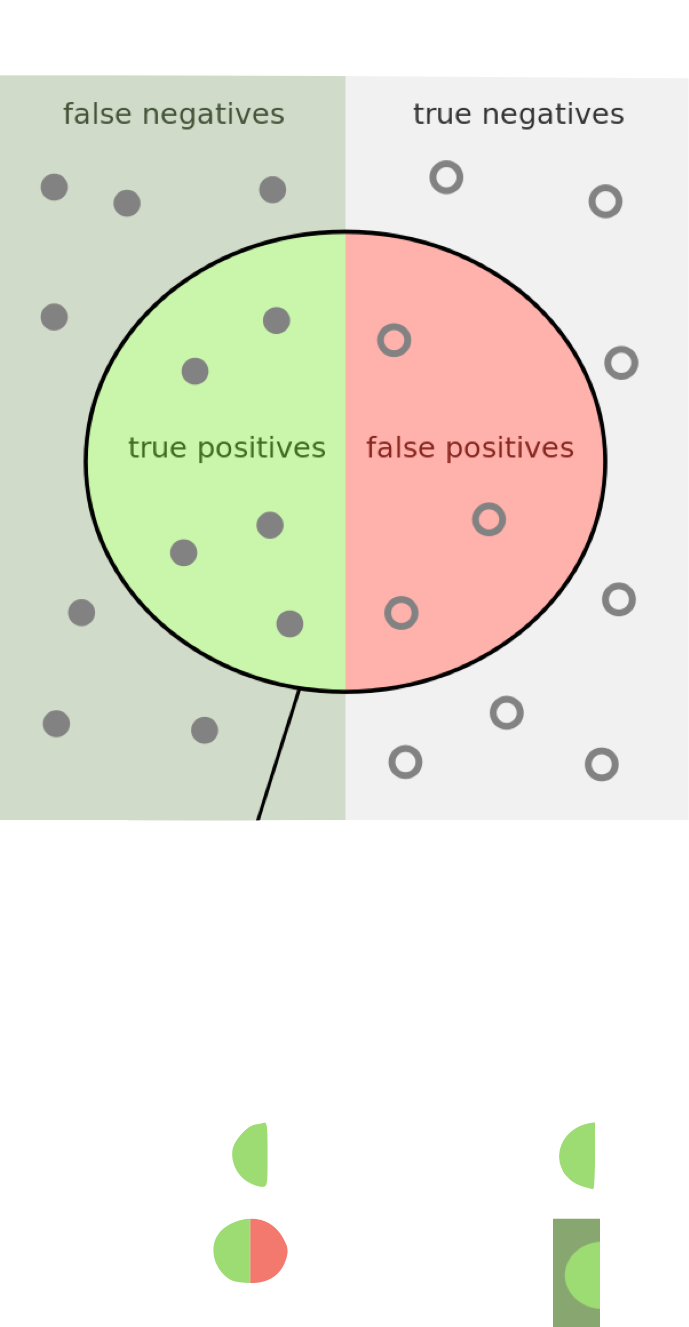 false negatives
true negatives
true positives
false positives